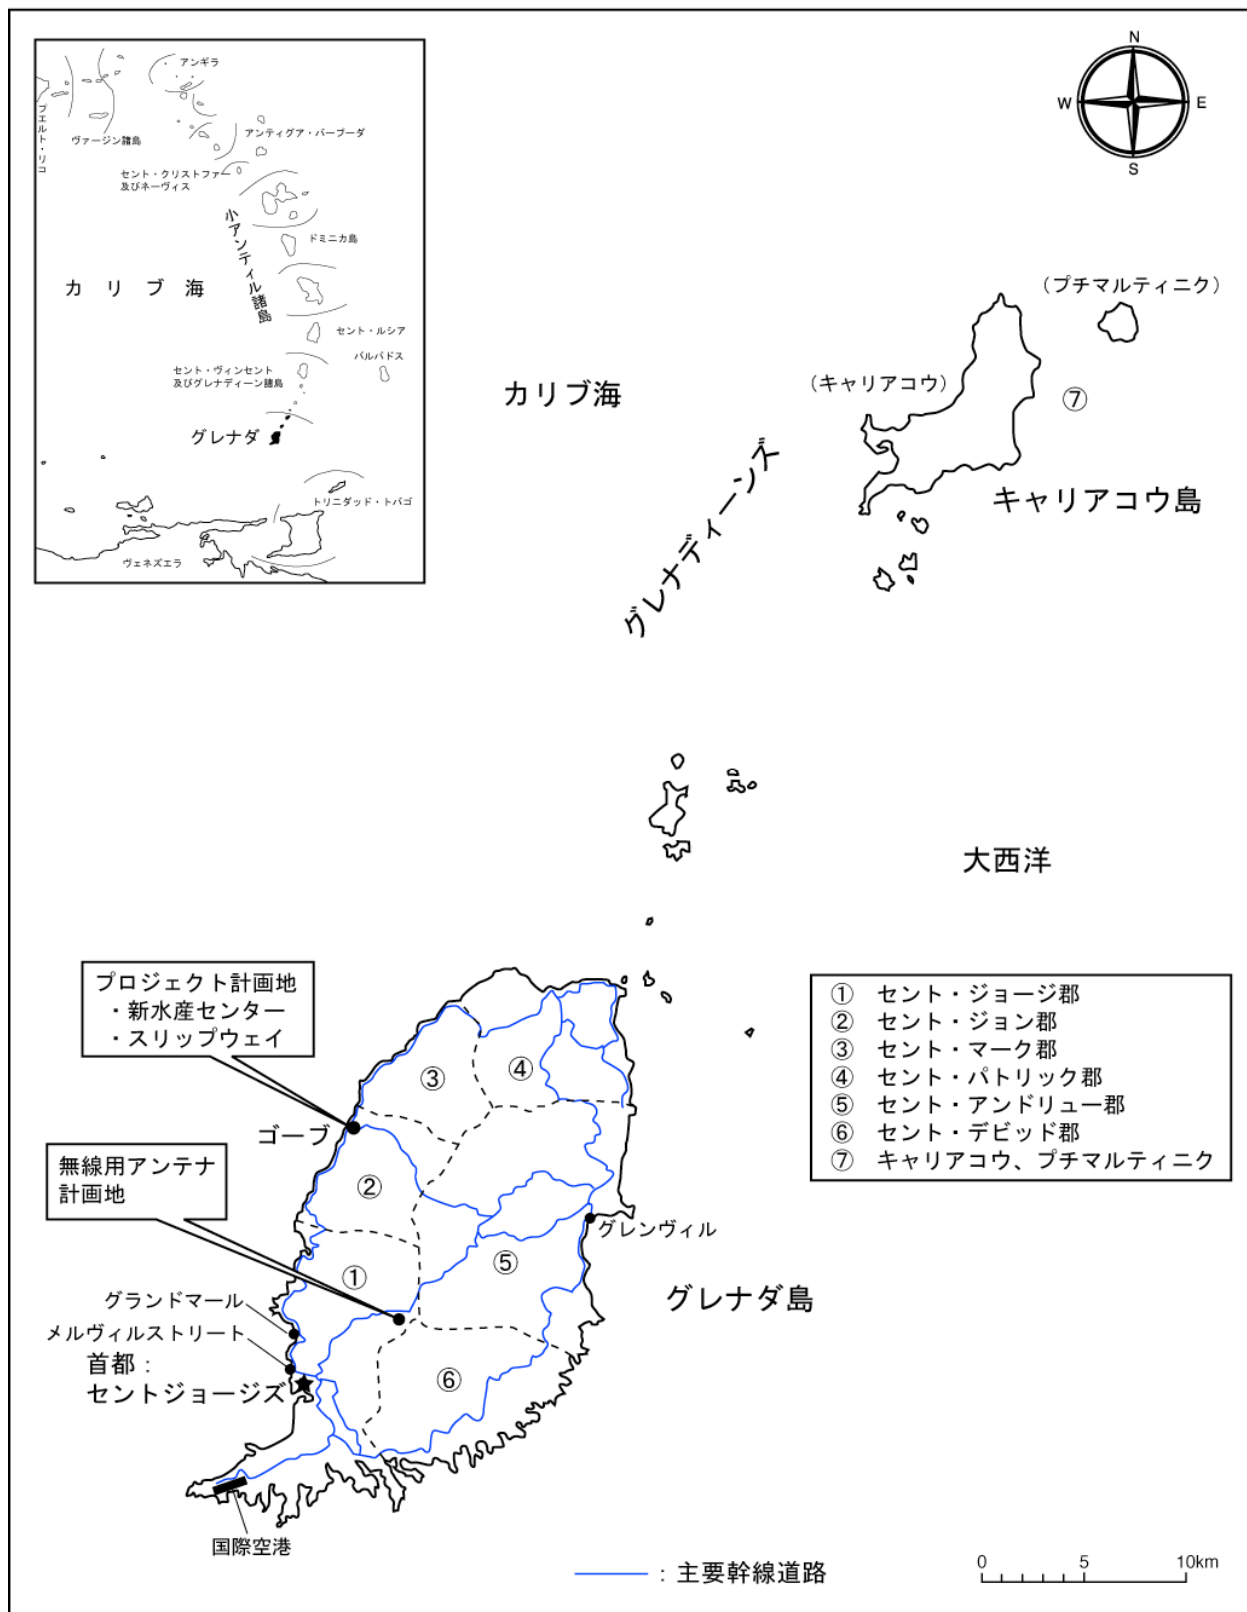 アンギラ
プエルト・リコ
ヴァージン諸島
アンティグア・バーブーダ
セント・クリストファ
及びネーヴィス
小アンティル諸島
ドミニカ島
カリブ海
セント・ルシア
バルバドス
セント・ヴィンセント
及びグレナディーン諸島
グレナダ
トリニダッド・トバゴ
ヴェネズエラ
N
W
E
S
(プチマルティニク)
(キャリアコウ)
カリブ海
⑦
キャリアコウ島
グレナディーンズ
大西洋
プロジェクト計画地
・新水産センター
・スリップウェイ
① セント・ジョージ郡
② セント・ジョン郡
③ セント・マーク郡
④ セント・パトリック郡
⑤ セント・アンドリュー郡
⑥ セント・デビッド郡
⑦ キャリアコウ、プチマルティニク
④
③
ゴーブ
無線用アンテナ
計画地
②
グレンヴィル
⑤
①
グレナダ島
グランドマール
メルヴィルストリート
首都：
セントジョージズ
⑥
国際空港
：主要幹線道路
0 5 10km